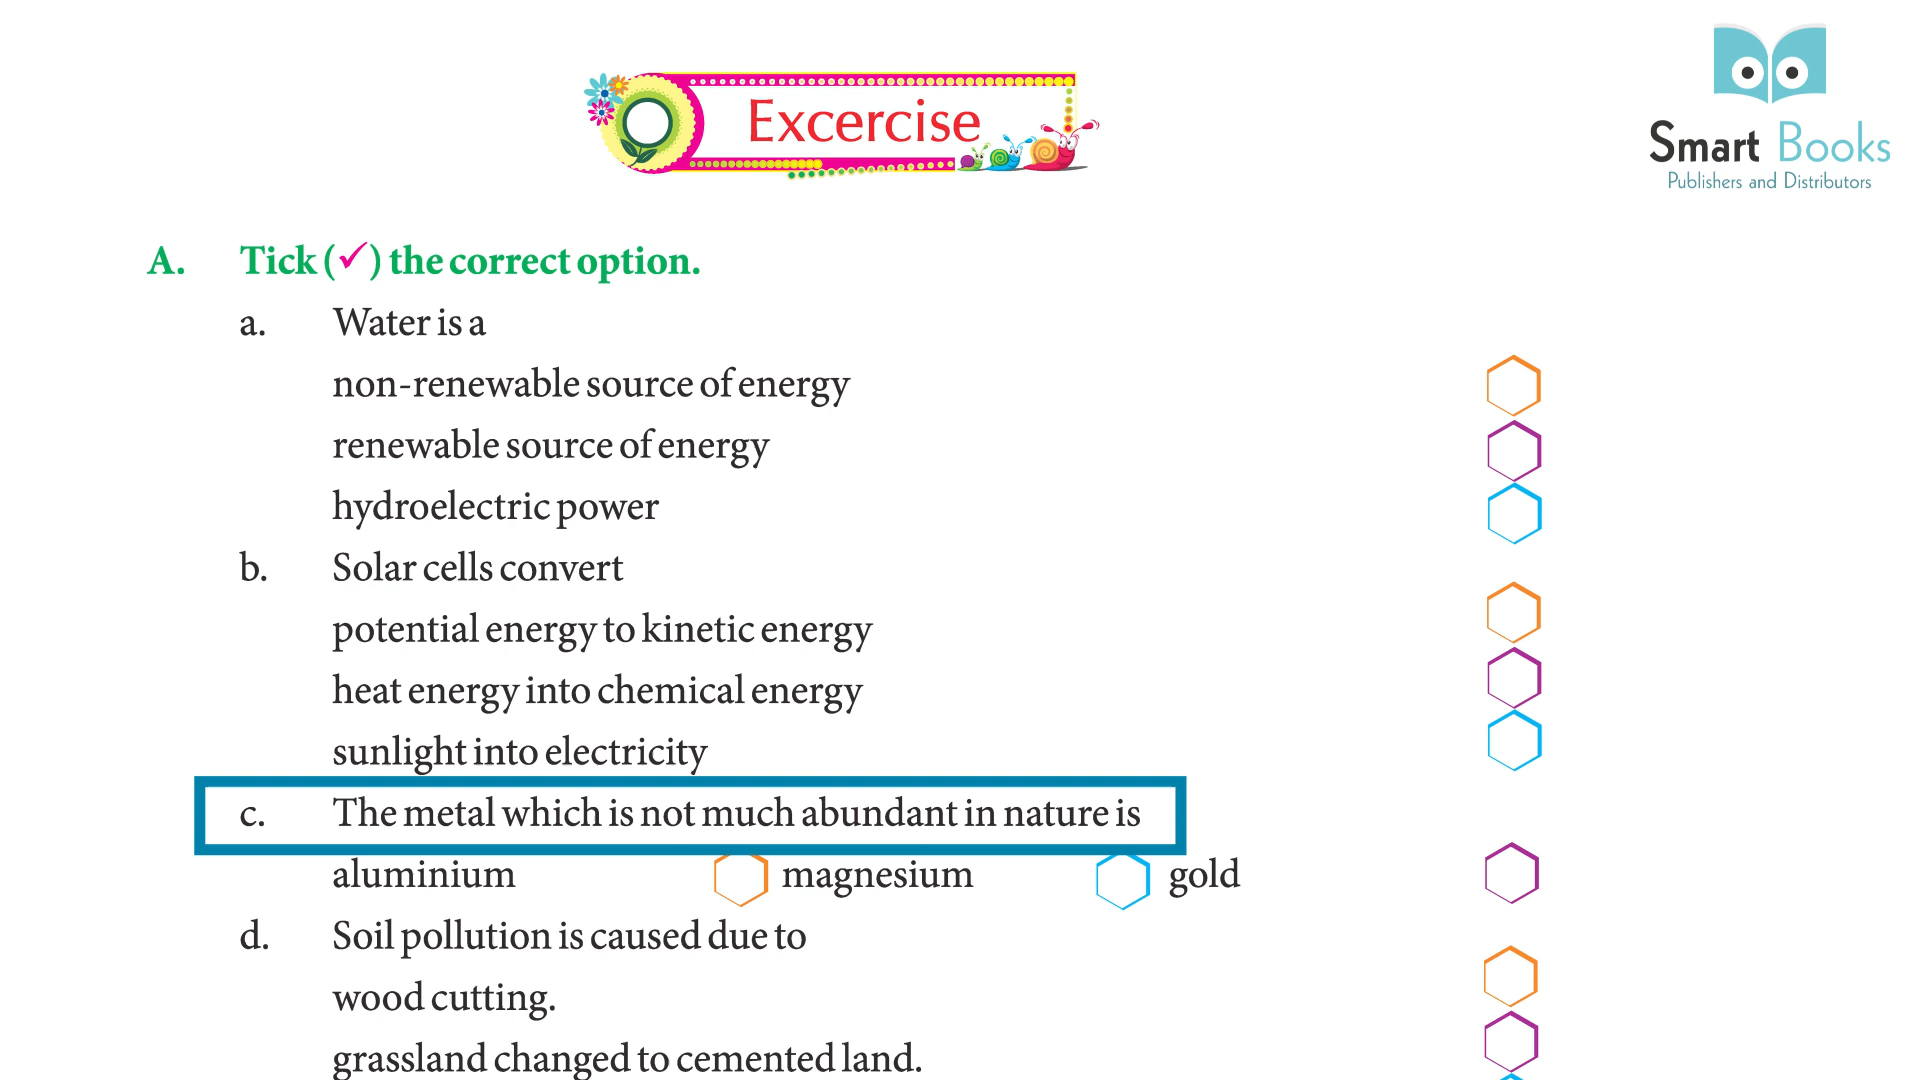 Excercise
Smart Books
Publishers and Distributors
A. Tick (✓) the correct option.
a. Water is a
non-renewable source of energy
renewable source of energy
hydroelectric power
b. Solar cells convert
potential energy to kinetic energy
heat energy into chemical energy
sunlight into electricity
c. The metal which is not much abundant in nature is
aluminium magnesium gold
d. Soil pollution is caused due to
wood cutting.
grassland changed to cemented land.